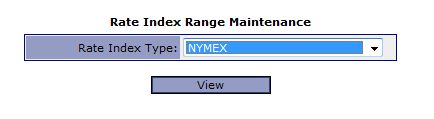 Rate Index Range Maintenance
Rate Index Type: NYMEX
View